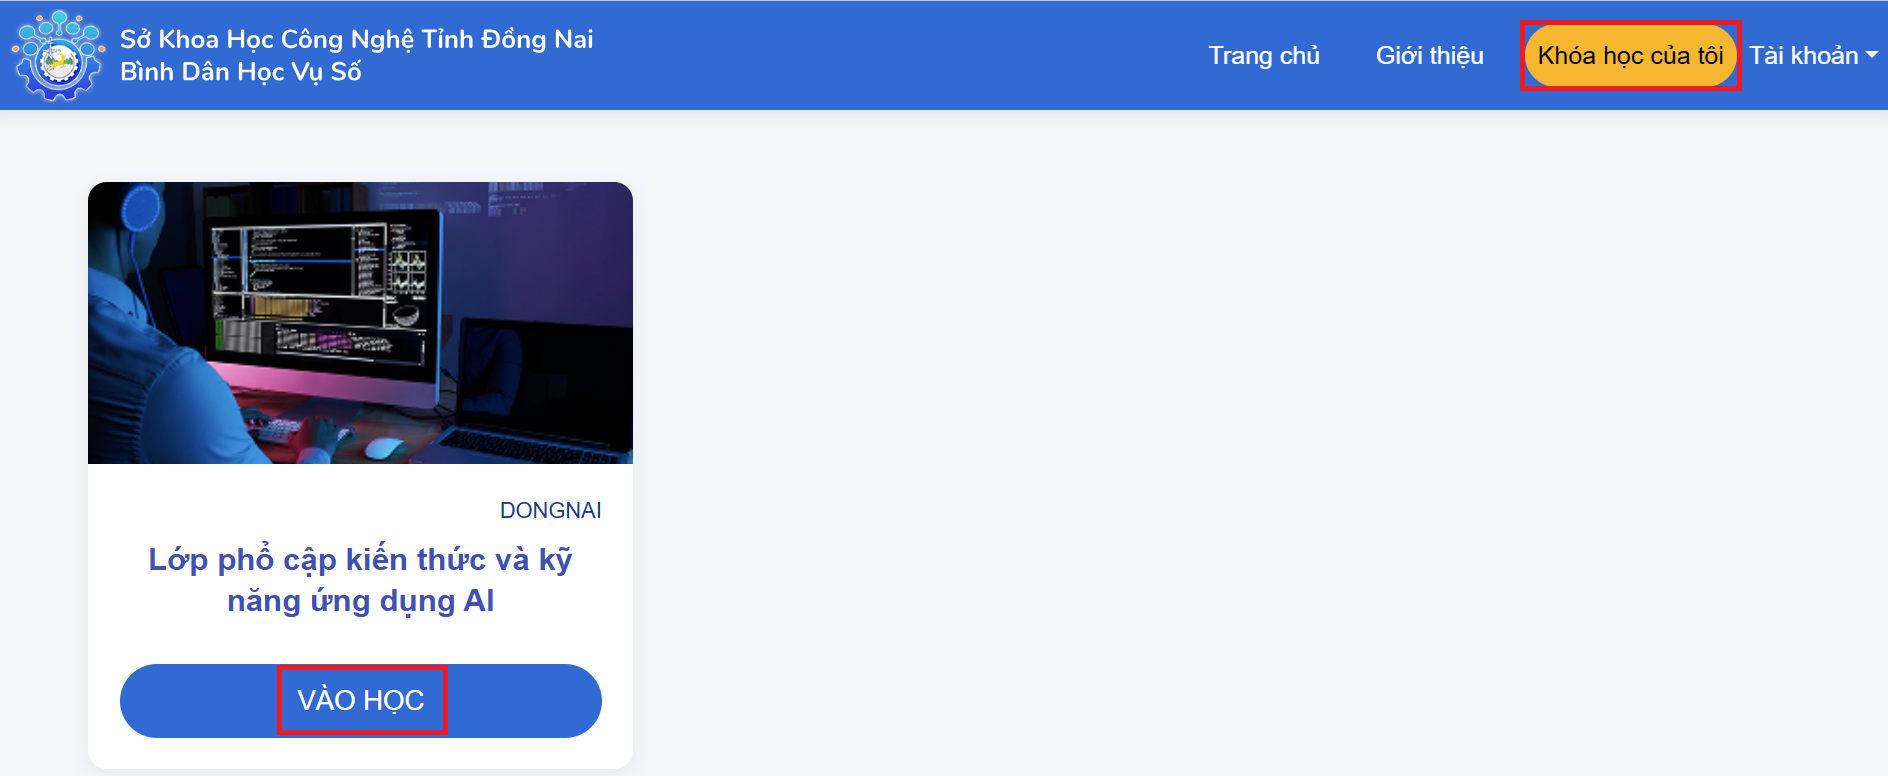 Sở Khoa Học Công Nghệ Tỉnh Đồng Nai
Bình Dân Học Vụ Số
Trang chủ
Giới thiệu
Khóa học của tôi
Tài khoản
DONGNAI
Lớp phổ cập kiến thức và kỹ
năng ứng dụng AI
VÀO HỌC